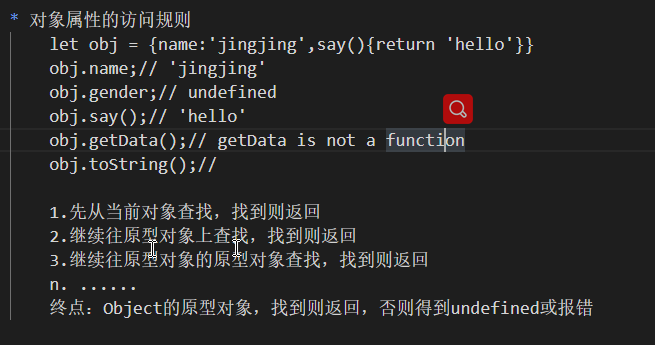 * 对象属性的访问规则
let obj = {name:'jingjing',say(){return 'hello'}}
obj.name;// 'jingjing'
obj.gender;// undefined
obj.say();// 'hello'
obj.getData();// getData is not a function
obj.toString();//
1.先从当前对象查找，找到则返回
2.继续往原型对象上查找，找到则返回
3.继续往原型对象的原型对象查找，找到则返回
n. ......
终点：Object的原型对象，找到则返回，否则得到undefined或报错